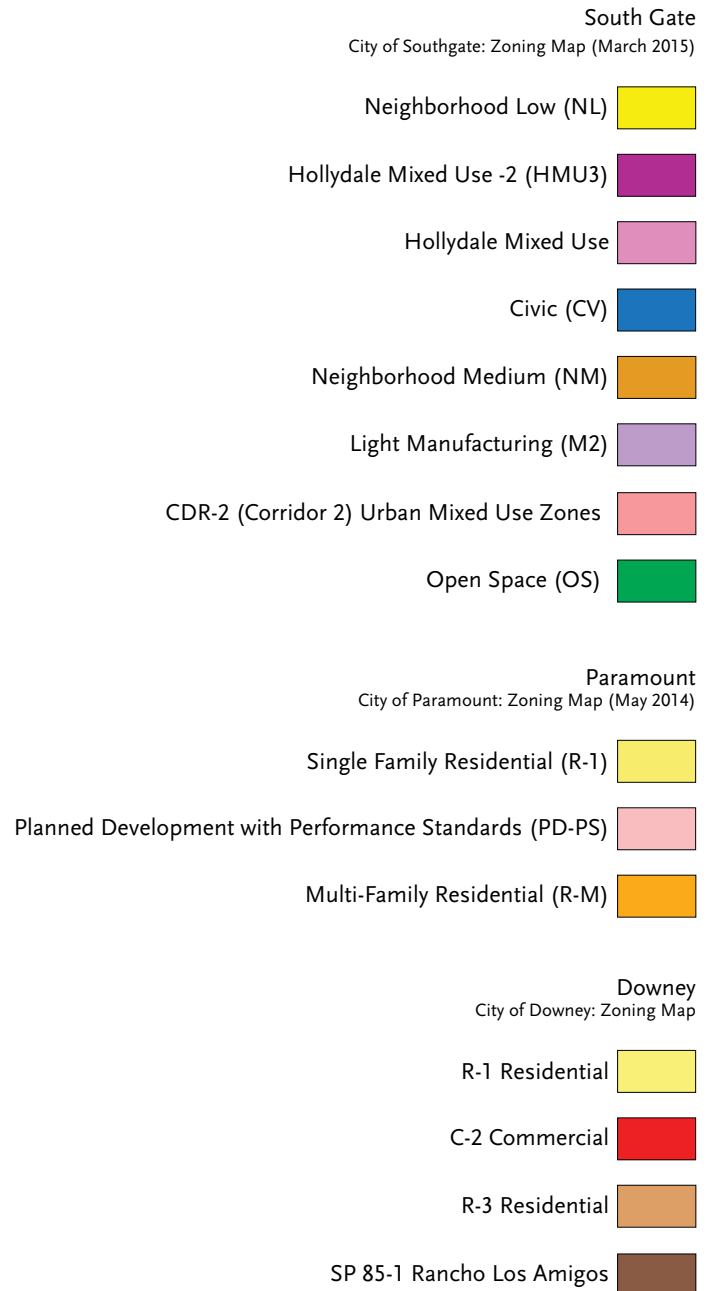 South Gate
City of Southgate: Zoning Map (March 2015)
Neighborhood Low (NL)
Hollydale Mixed Use -2 (HMU3)
Hollydale Mixed Use
Civic (CV)
Neighborhood Medium (NM)
Light Manufacturing (M2)
CDR-2 (Corridor 2) Urban Mixed Use Zones
Open Space (OS)
Paramount
City of Paramount: Zoning Map (May 2014)
Single Family Residential (R-1)
Planned Development with Performance Standards (PD-PS)
Multi-Family Residential (R-M)
Downey
City of Downey: Zoning Map
R-1 Residential
C-2 Commercial
R-3 Residential
SP 85-1 Rancho Los Amigos